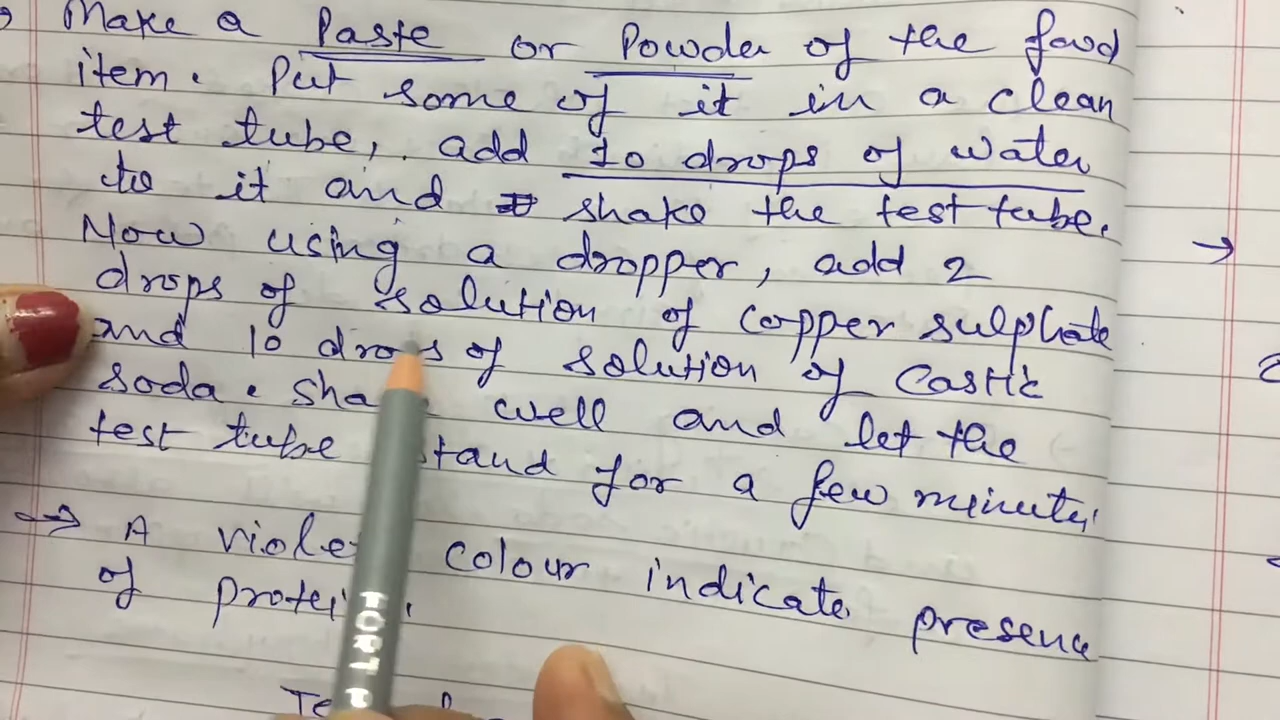 Make a Paste or Powder of the food
item. Put some of it in a clean
test tube, add 10 drops of water
to it and shake the test tube.
Now using a dropper, add 2
drops of solution of copper sulphate
and 10 drops of solution of Castic
soda. Sha well and let the
test tube stand for a few minutes.
→ A violet colour indicate presence
of protein.
FORT P